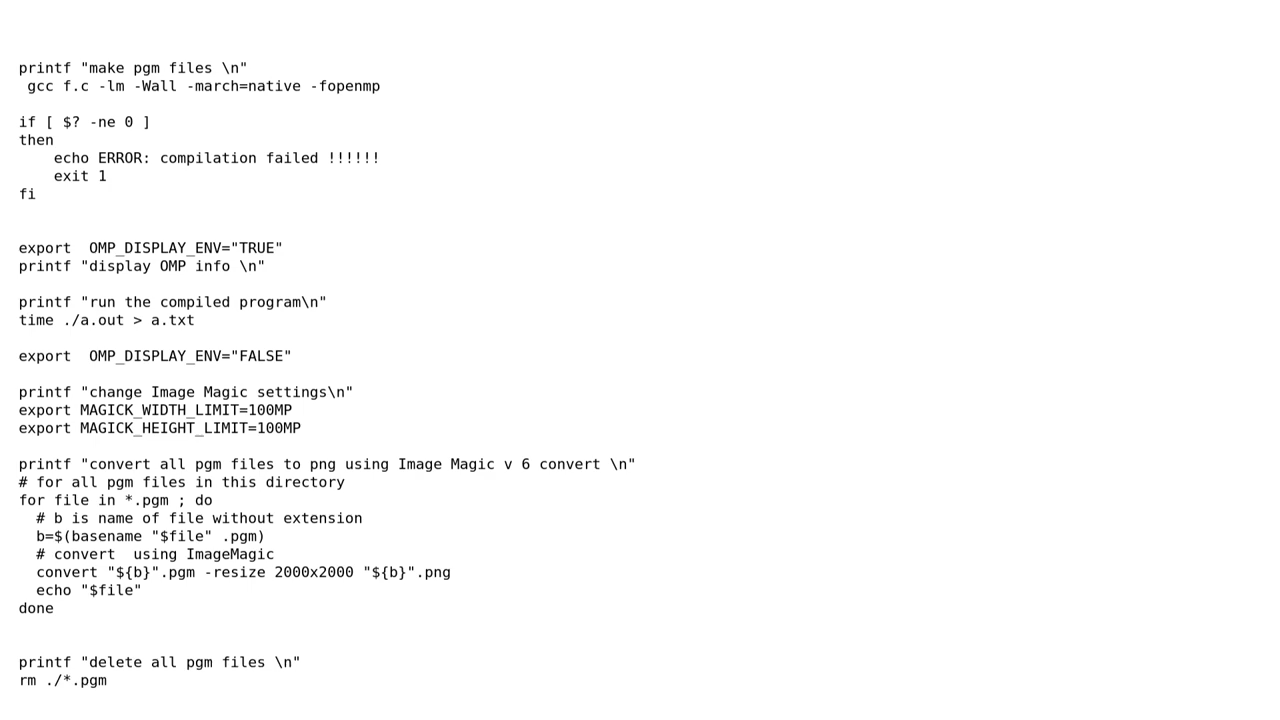 printf "make pgm files \n"
 gcc f.c -lm -Wall -march=native -fopenmp
if [ $? -ne 0 ]
then
    echo ERROR: compilation failed !!!!!!
    exit 1
fi
export  OMP_DISPLAY_ENV="TRUE"
printf "display OMP info \n"
printf "run the compiled program\n"
time ./a.out > a.txt
export  OMP_DISPLAY_ENV="FALSE"
printf "change Image Magic settings\n"
export MAGICK_WIDTH_LIMIT=100MP
export MAGICK_HEIGHT_LIMIT=100MP
printf "convert all pgm files to png using Image Magic v 6 convert \n"
# for all pgm files in this directory
for file in *.pgm ; do
  # b is name of file without extension
  b=$(basename "$file" .pgm)
  # convert  using ImageMagic
  convert "${b}".pgm -resize 2000x2000 "${b}".png
  echo "$file"
done
printf "delete all pgm files \n"
rm ./*.pgm